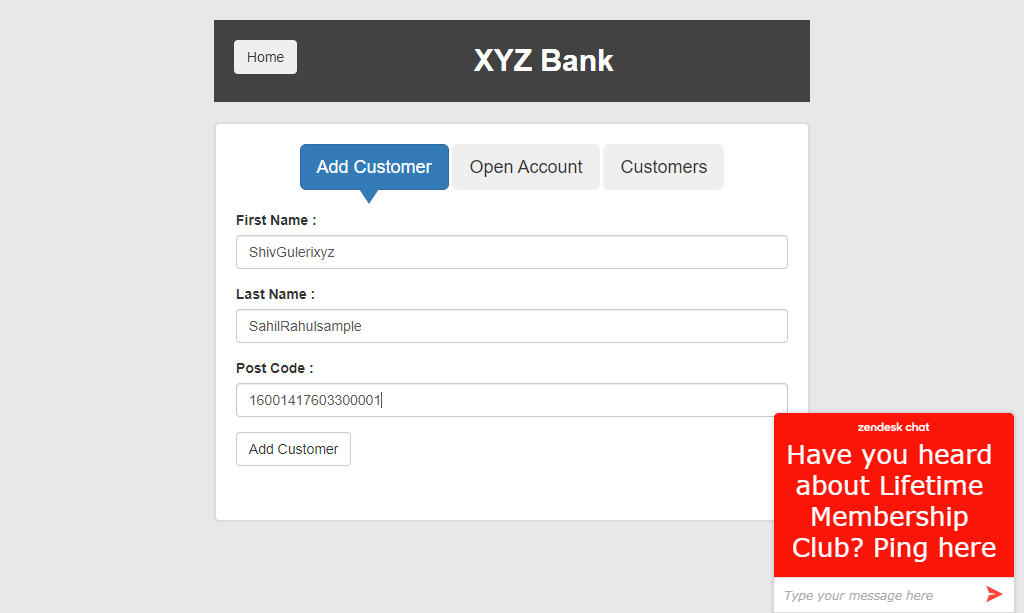 Home
XYZ Bank
Add Customer
Open Account
Customers
First Name :
ShivGulerixyz
Last Name :
SahilRahulsample
Post Code :
16001417603300001
Add Customer
zendesk chat
Have you heard
about Lifetime
Membership
Club? Ping here
Type your message here